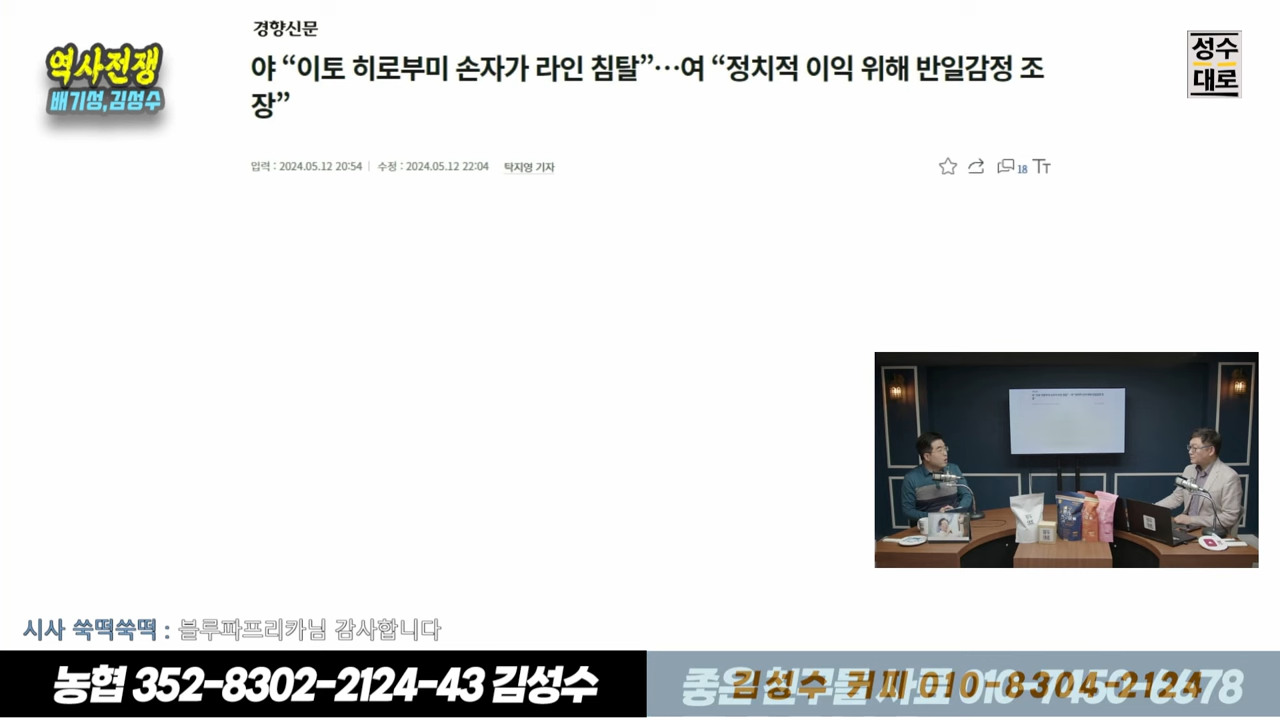 경향신문
역사전쟁
배기성,김성수
야 “이토 히로부미 손자가 라인 침탈”…여 “정치적 이익 위해 반일감정 조
장”
성수
대로
입력 : 2024.05.12 20:54 | 수정 : 2024.05.12 22:04 탁지영 기자
18
시사 쑥떡쑥떡 : 블루파프리카님 감사합니다
농협 352-8302-2124-43 김성수
김성수 커피 010-8304-2124